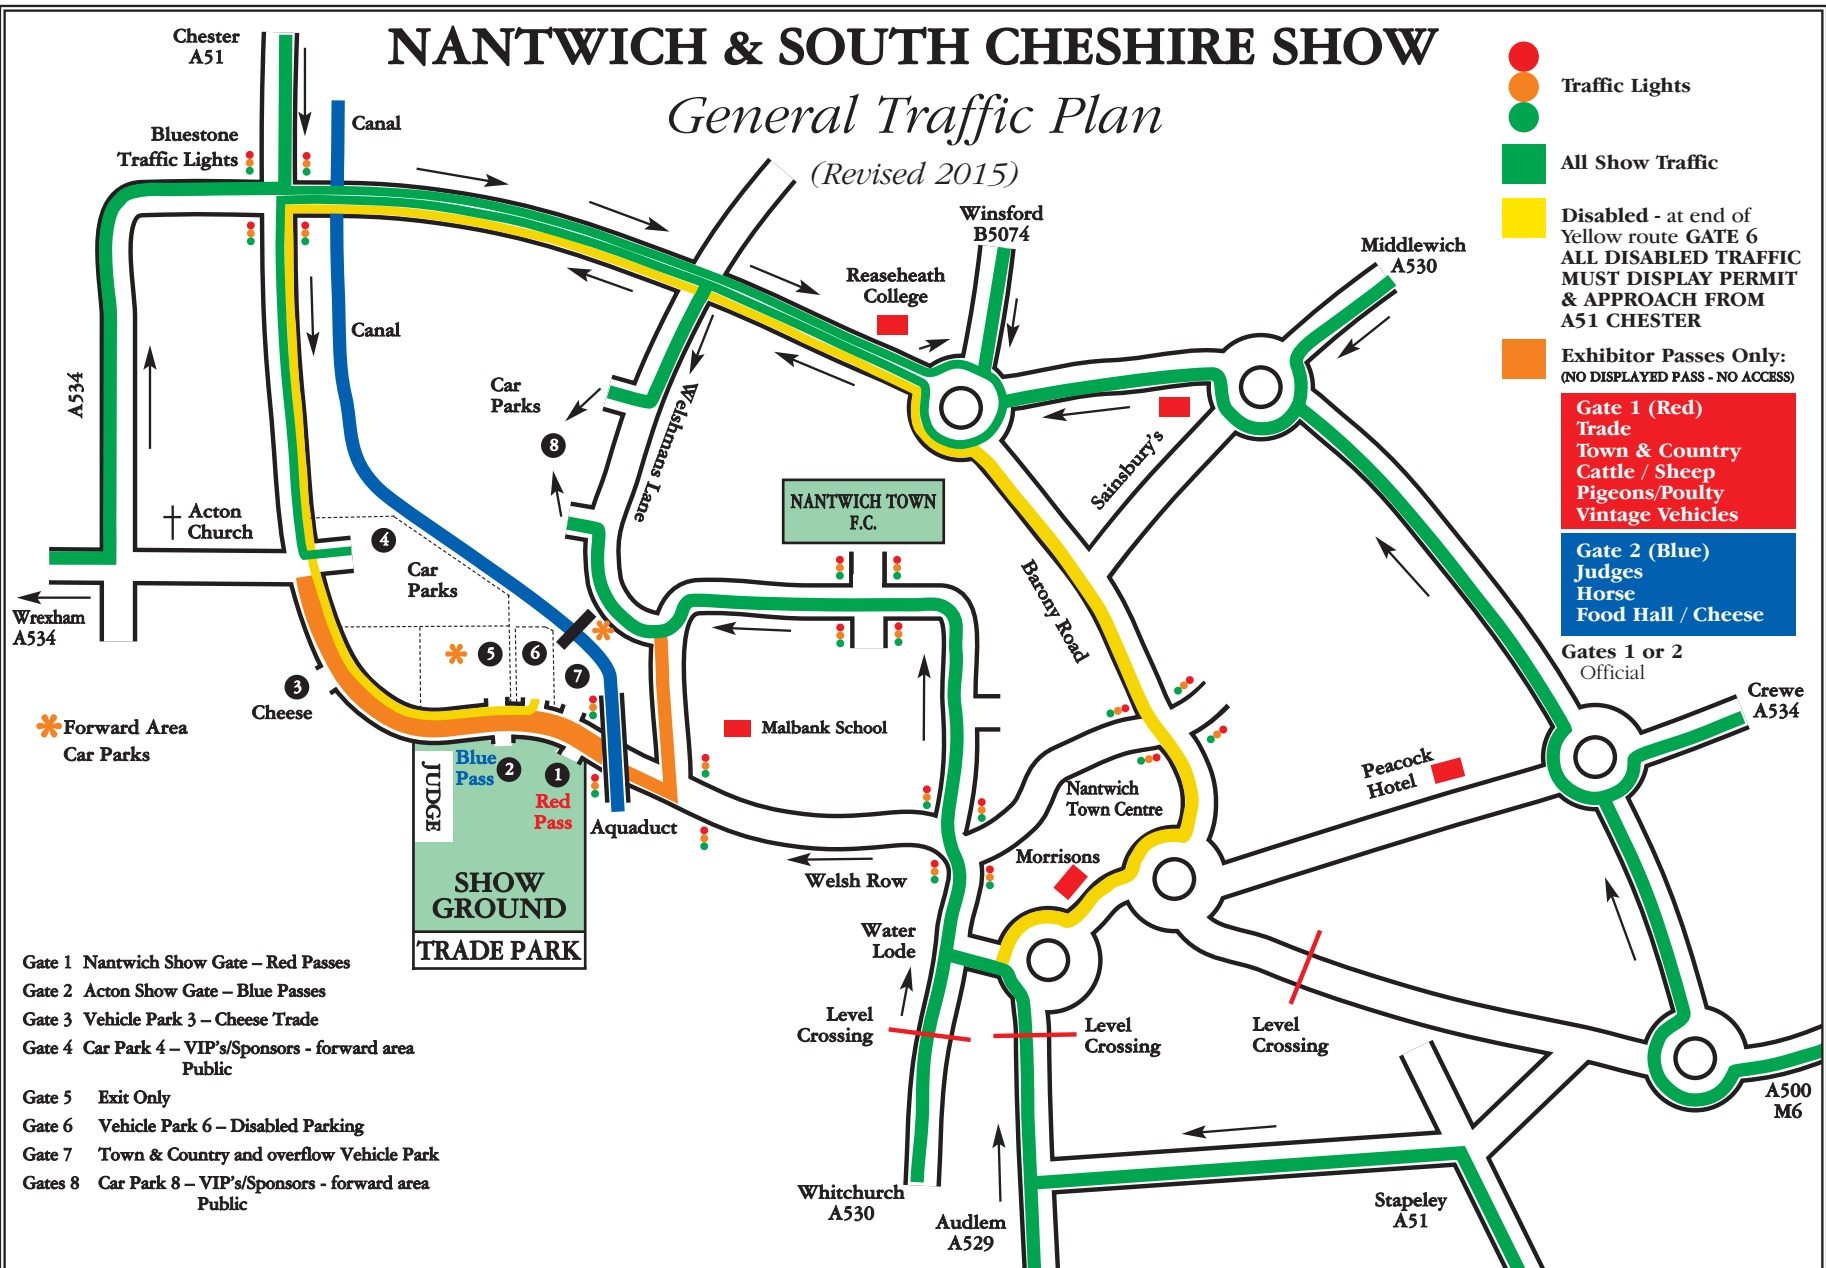 NANTWICH & SOUTH CHESHIRE SHOW
General Traffic Plan
(Revised 2015)
Chester
A51
Canal
Bluestone
Traffic Lights
Canal
A534
Acton
Church
Wrexham
A534
Car
Parks
8
Welshmans Lane
4
Car
Parks
5
6
7
3
Cheese
Forward Area
Car Parks
JUDGE
Blue
Pass
2
1
Red
Pass
Aquaduct
SHOW
GROUND
TRADE PARK
Reaseheath
College
Winsford
B5074
Middlewich
A530
Sainsbury's
NANTWICH TOWN
F.C.
Barony Road
Malbank School
Nantwich
Town Centre
Morrisons
Welsh Row
Water
Lode
Level
Crossing
Level
Crossing
Level
Crossing
Peacock
Hotel
Crewe
A534
A500
M6
Stapeley
A51
Whitchurch
A530
Audlem
A529
Traffic Lights
All Show Traffic
Disabled - at end of
Yellow route GATE 6
ALL DISABLED TRAFFIC
MUST DISPLAY PERMIT
& APPROACH FROM
A51 CHESTER
Exhibitor Passes Only:
(NO DISPLAYED PASS - NO ACCESS)
Gate 1 (Red)
Trade
Town & Country
Cattle / Sheep
Pigeons/Poulty
Vintage Vehicles
Gate 2 (Blue)
Judges
Horse
Food Hall / Cheese
Gates 1 or 2
Official
Gate 1 Nantwich Show Gate – Red Passes
Gate 2 Acton Show Gate – Blue Passes
Gate 3 Vehicle Park 3 – Cheese Trade
Gate 4 Car Park 4 – VIP's/Sponsors - forward area
Public
Gate 5 Exit Only
Gate 6 Vehicle Park 6 – Disabled Parking
Gate 7 Town & Country and overflow Vehicle Park
Gates 8 Car Park 8 – VIP's/Sponsors - forward area
Public